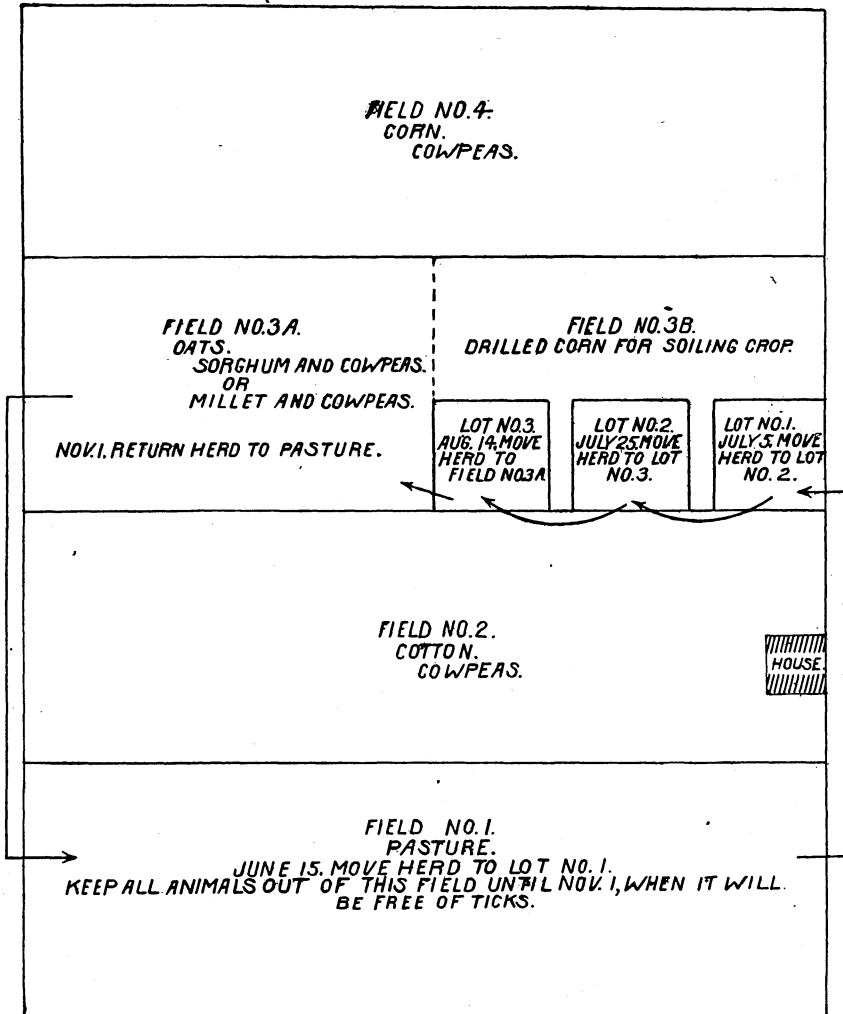 FIELD NO. 4.
CORN.
COWPEAS.
FIELD NO. 3A.
OATS.
SORGHUM AND COWPEAS.
OR
MILLET AND COWPEAS.
NOV. 1. RETURN HERD TO PASTURE.
FIELD NO. 3B.
DRILLED CORN FOR SOILING CROP.
LOT NO. 3.
AUG. 14, MOVE
HERD TO
FIELD NO. 3A
LOT NO. 2.
JULY 25, MOVE
HERD TO LOT
NO. 3.
LOT NO. 1.
JULY 5. MOVE
HERD TO LOT
NO. 2.
FIELD NO. 2.
COTTON.
COWPEAS.
HOUSE.
FIELD NO. 1.
PASTURE.
JUNE 15. MOVE HERD TO LOT NO. 1.
KEEP ALL ANIMALS OUT OF THIS FIELD UNTIL NOV. 1, WHEN IT WILL
BE FREE OF TICKS.